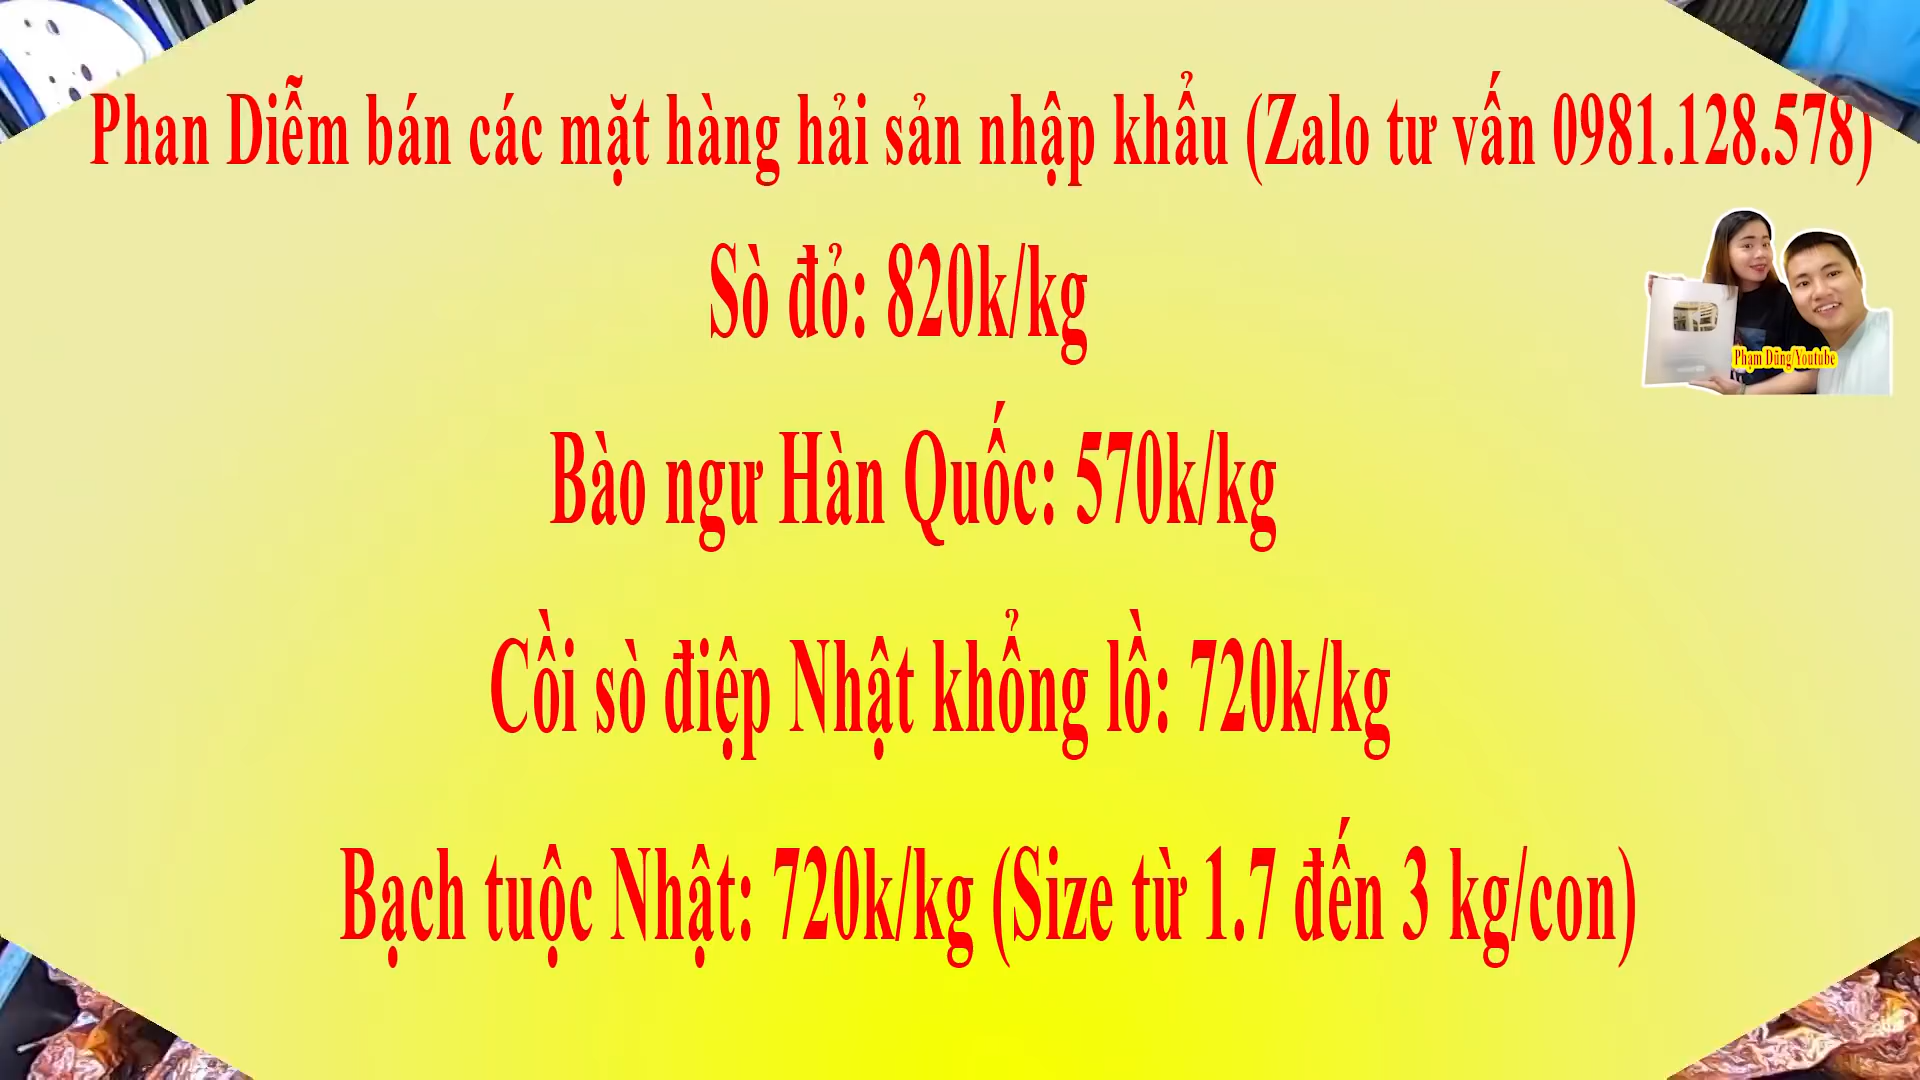 Phan Diễm bán các mặt hàng hải sản nhập khẩu (Zalo tư vấn 0981.128.578)
Sò đỏ: 820k/kg
Phạm Dũng Youtube
Bào ngư Hàn Quốc: 570k/kg
Cồi sò điệp Nhật khổng lồ: 720k/kg
Bạch tuộc Nhật: 720k/kg (Size từ 1.7 đến 3 kg/con)